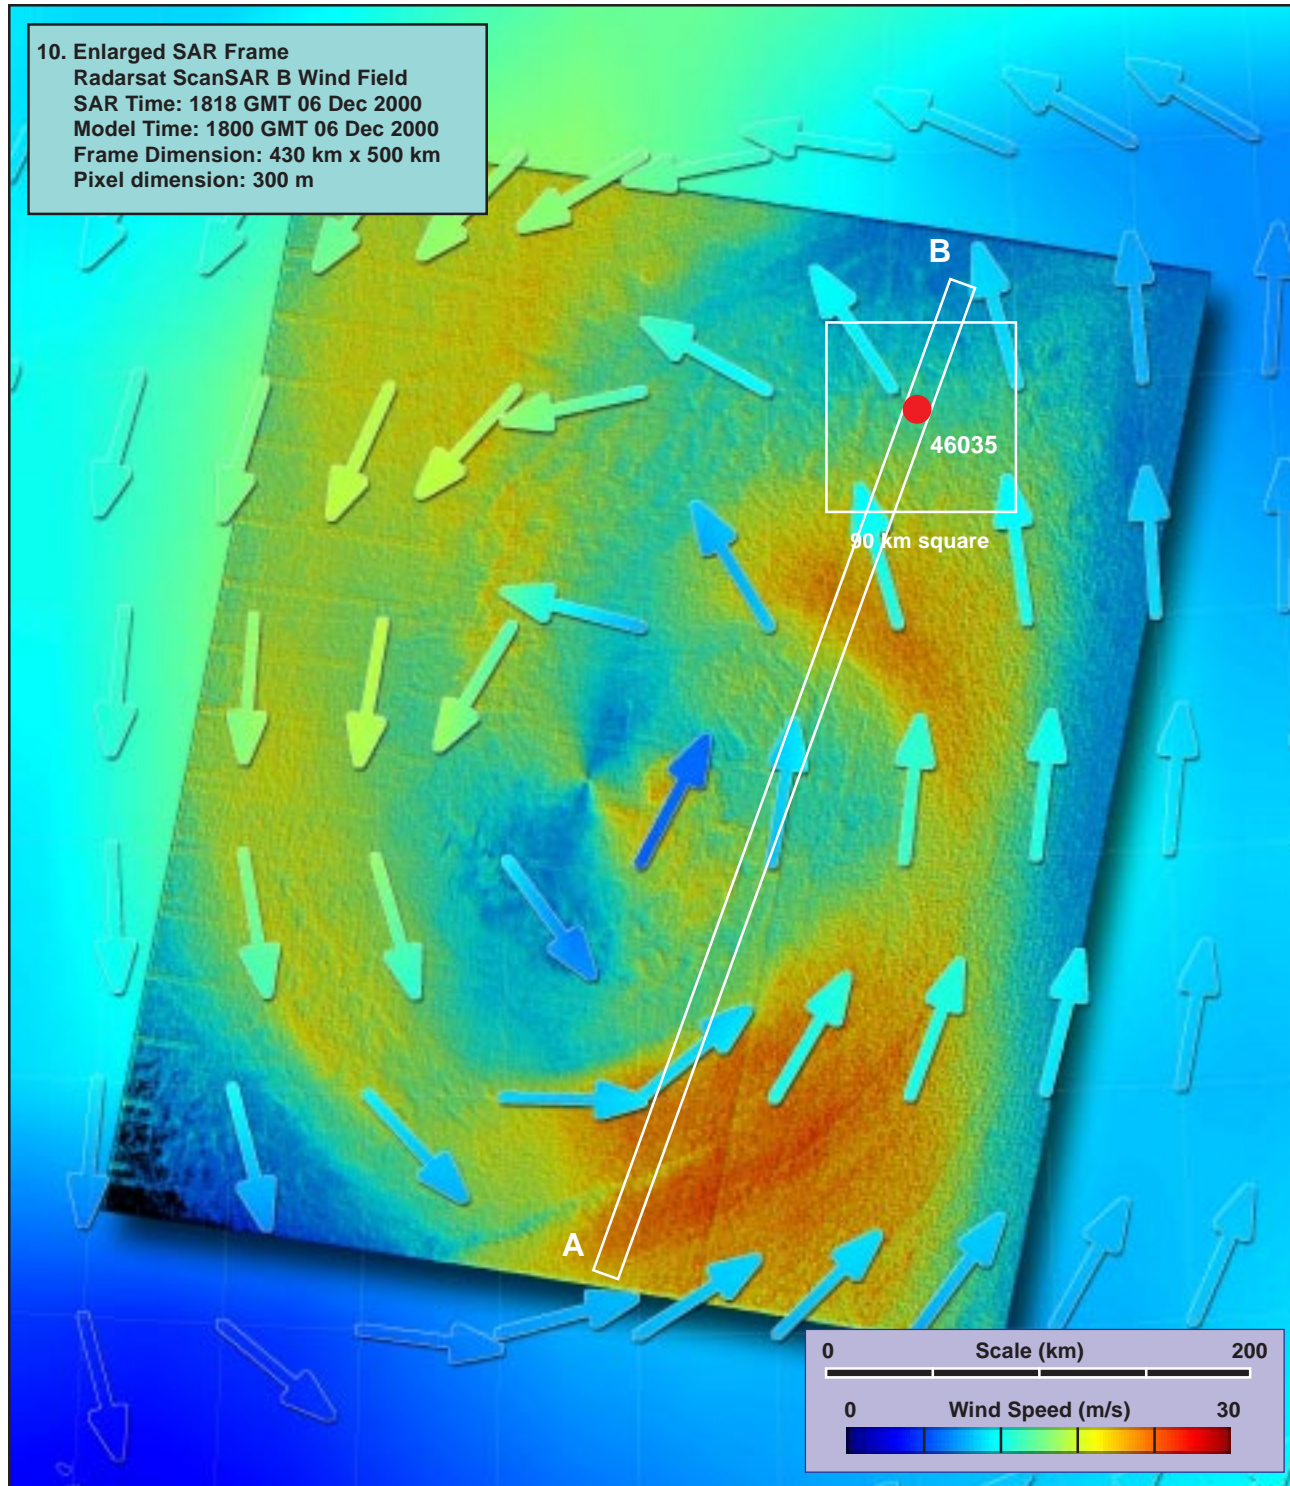 10. Enlarged SAR Frame
Radarsat ScanSAR B Wind Field
SAR Time: 1818 GMT 06 Dec 2000
Model Time: 1800 GMT 06 Dec 2000
Frame Dimension: 430 km x 500 km
Pixel dimension: 300 m
B
46035
90 km square
A
0 Scale (km) 200
0 Wind Speed (m/s) 30